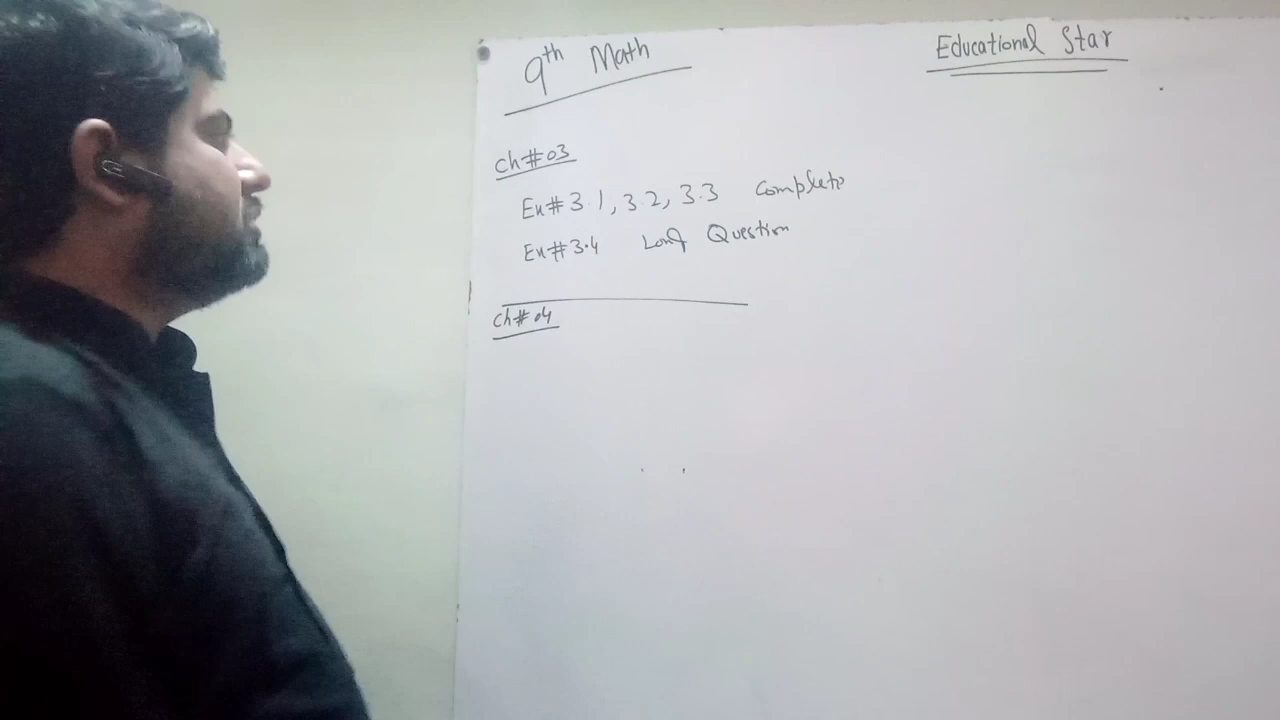 9th Math
Educational Star
Ch#03
Ex#3.1, 3.2, 3.3 Complete
Ex#3.4 Long Question
Ch#04